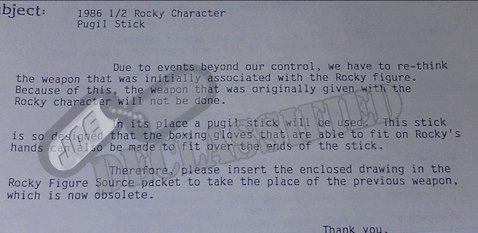 bject: 1986 1/2 Rocky Character
Pugil Stick
Due to events beyond our control, we have to re-think
the weapon that was initially associated with the Rocky figure.
Because of this, the weapon that was originally given with the
Rocky character will not be done.
In its place a pugil stick will be used. This stick
is so designed that the boxing gloves that are able to fit on Rocky's
hands can also be made to fit over the ends of the stick.
Therefore, please insert the enclosed drawing in the
Rocky Figure Source packet to take the place of the previous weapon,
which is now obsolete.
Thank you,
DECLASSIFIED